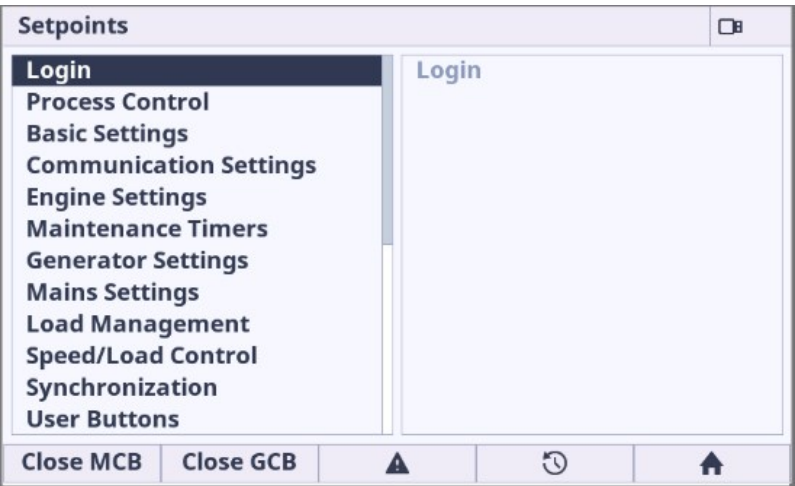 Setpoints
Login
Process Control
Basic Settings
Communication Settings
Engine Settings
Maintenance Timers
Generator Settings
Mains Settings
Load Management
Speed/Load Control
Synchronization
User Buttons
Login
Close MCB
Close GCB